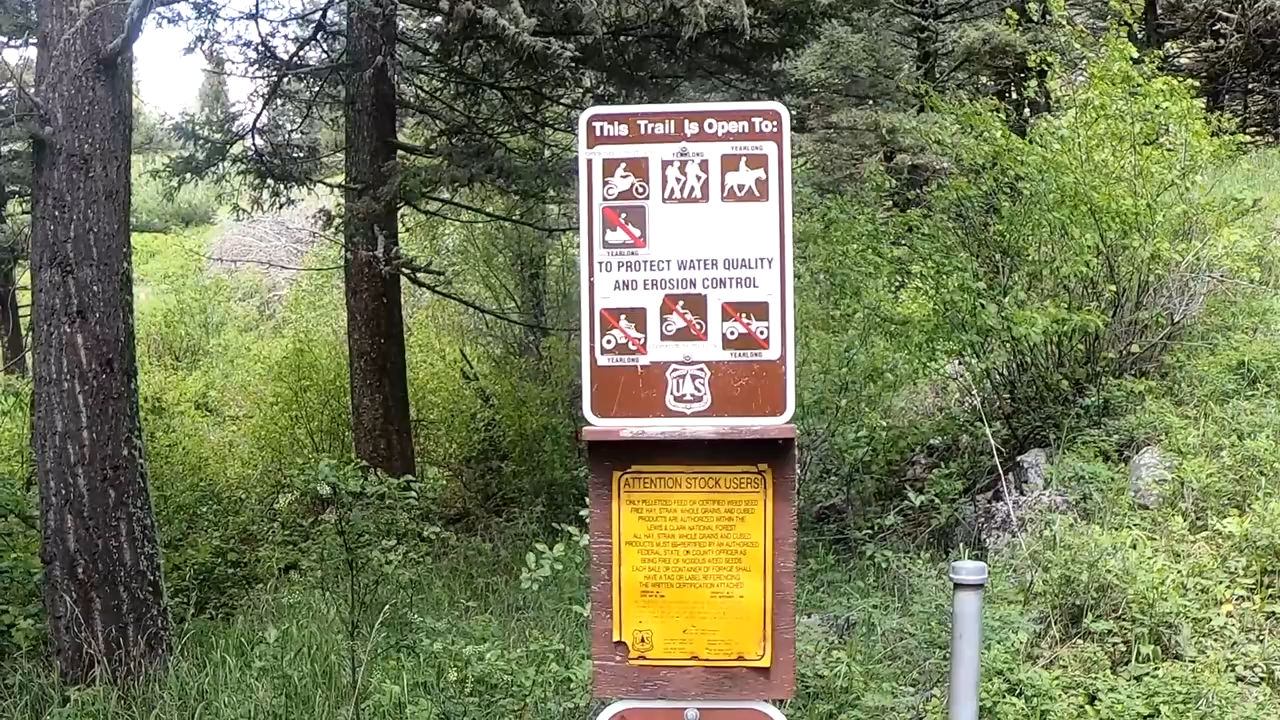 This Trail Is Open To:
YEARLONG
YEARLONG
YEARLONG
TO PROTECT WATER QUALITY
AND EROSION CONTROL
YEARLONG
YEARLONG
US
ATTENTION STOCK USERS!
ONLY PELLETIZED FEED OR CERTIFIED WEED SEED
FREE HAY, STRAW, WHOLE GRAINS, AND CUBED
PRODUCTS ARE AUTHORIZED WITHIN THE
LEWIS & CLARK NATIONAL FOREST
ALL HAY, STRAW, WHOLE GRAINS AND CUBED
PRODUCTS MUST BE CERTIFIED BY AN AUTHORIZED
FEDERAL, STATE, OR COUNTY OFFICER AS
BEING FREE OF NOXIOUS WEED SEEDS
EACH BALE OR CONTAINER OF FORAGE SHALL
HAVE A TAG OR LABEL REFERENCING
THE WRITTEN CERTIFICATION ATTACHED
US